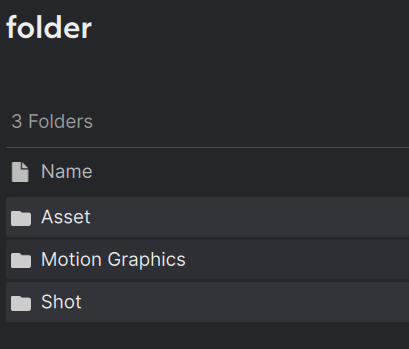 folder
3 Folders
Name
Asset
Motion Graphics
Shot